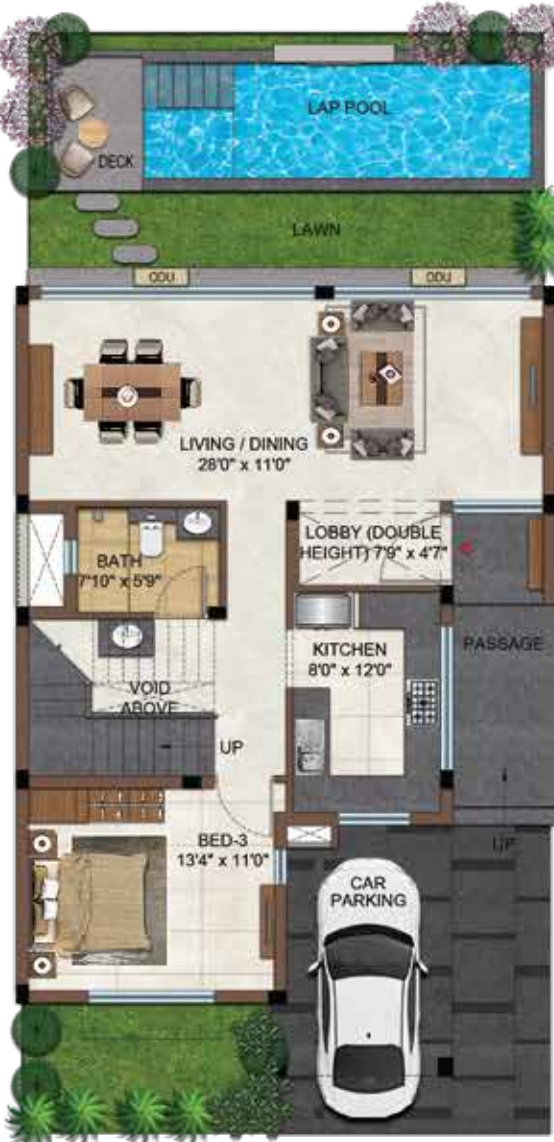 LAP POOL
DECK
LAWN
ODU
ODU
LIVING / DINING
28'0" x 11'0"
LOBBY (DOUBLE
HEIGHT) 7'9" x 4'7"
BATH
7'10" x 5'9"
KITCHEN
8'0" x 12'0"
PASSAGE
VOID
ABOVE
UP
BED-3
13'4" x 11'0"
UP
CAR
PARKING